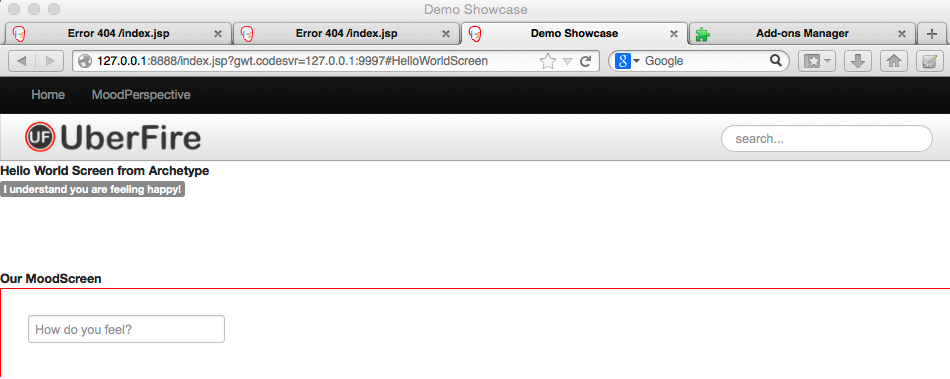 Demo Showcase
Error 404 /index.jsp
Error 404 /index.jsp
Demo Showcase
Add-ons Manager
127.0.0.1:8888/index.jsp?gwt.codesvr=127.0.0.1:9997#HelloWorldScreen
8 Google
Home MoodPerspective
UF UberFire
search...
Hello World Screen from Archetype
I understand you are feeling happy!
Our MoodScreen
How do you feel?